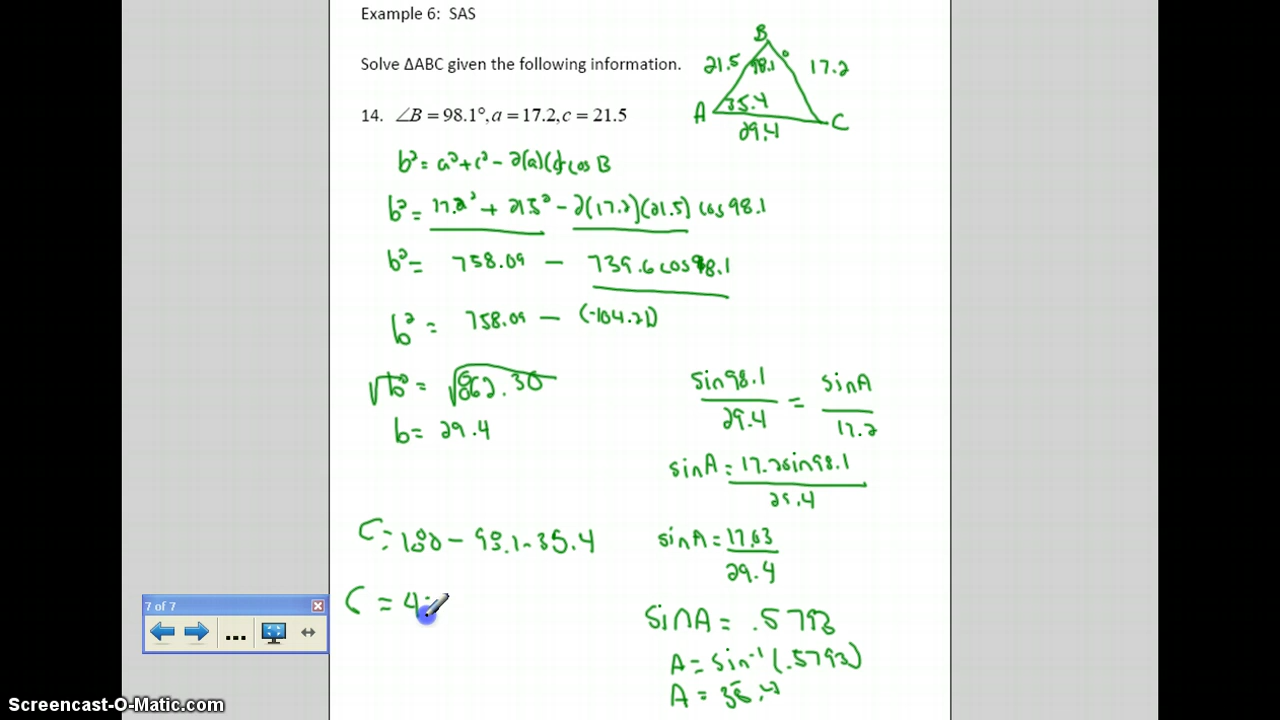 Example 6: SAS
Solve ΔABC given the following information.
14. ∠B = 98.1°, a = 17.2, c = 21.5
B
21.5 98.1° 17.2
A 35.4 C
29.4
b² = a² + c² - 2(a)(c) cos B
b² = 17.2² + 21.5² - 2(17.2)(21.5) cos 98.1
b² = 758.09 - 739.6 cos 98.1
b² = 758.09 - (-104.21)
√b² = √862.30
b = 29.4
sin 98.1 / 29.4 = sin A / 17.2
sin A = 17.2 sin 98.1 / 29.4
sin A = 17.03 / 29.4
sin A = .5793
A = sin⁻¹ (.5793)
A = 35.4
C = 180 - 98.1 - 35.4
C = 4
7 of 7
...
Screencast-O-Matic.com